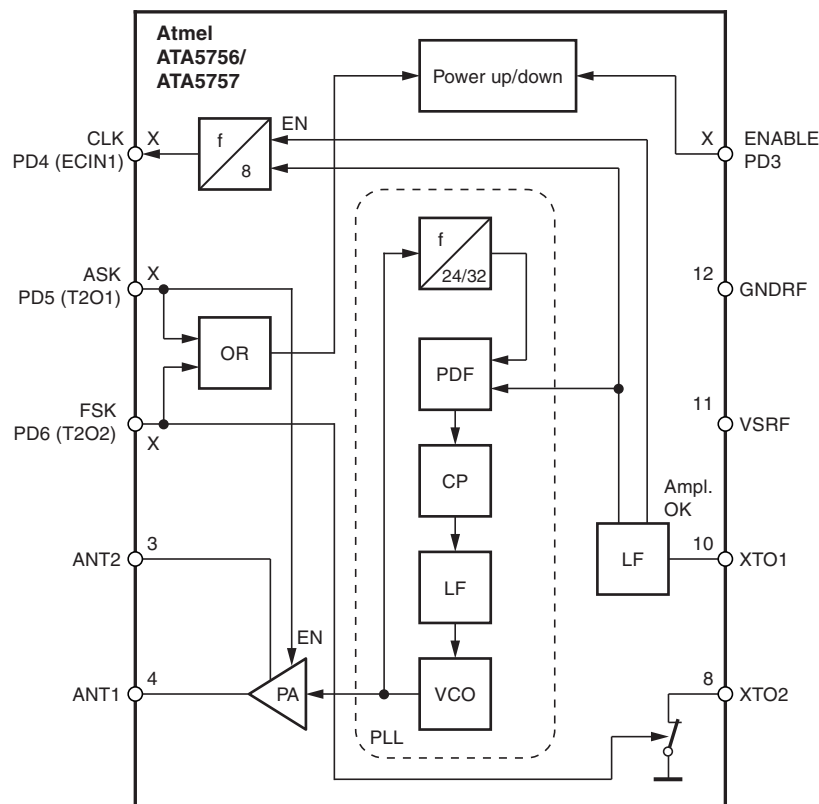 Atmel
ATA5756/
ATA5757
Power up/down
CLK
PD4 (ECIN1)
X
f
8
EN
X
ENABLE
PD3
f
24/32
ASK
PD5 (T2O1)
X
12
GNDRF
OR
PDF
FSK
PD6 (T2O2)
X
11
VSRF
CP
Ampl.
OK
ANT2
3
LF
LF
10
XTO1
EN
ANT1
4
PA
VCO
8
XTO2
PLL